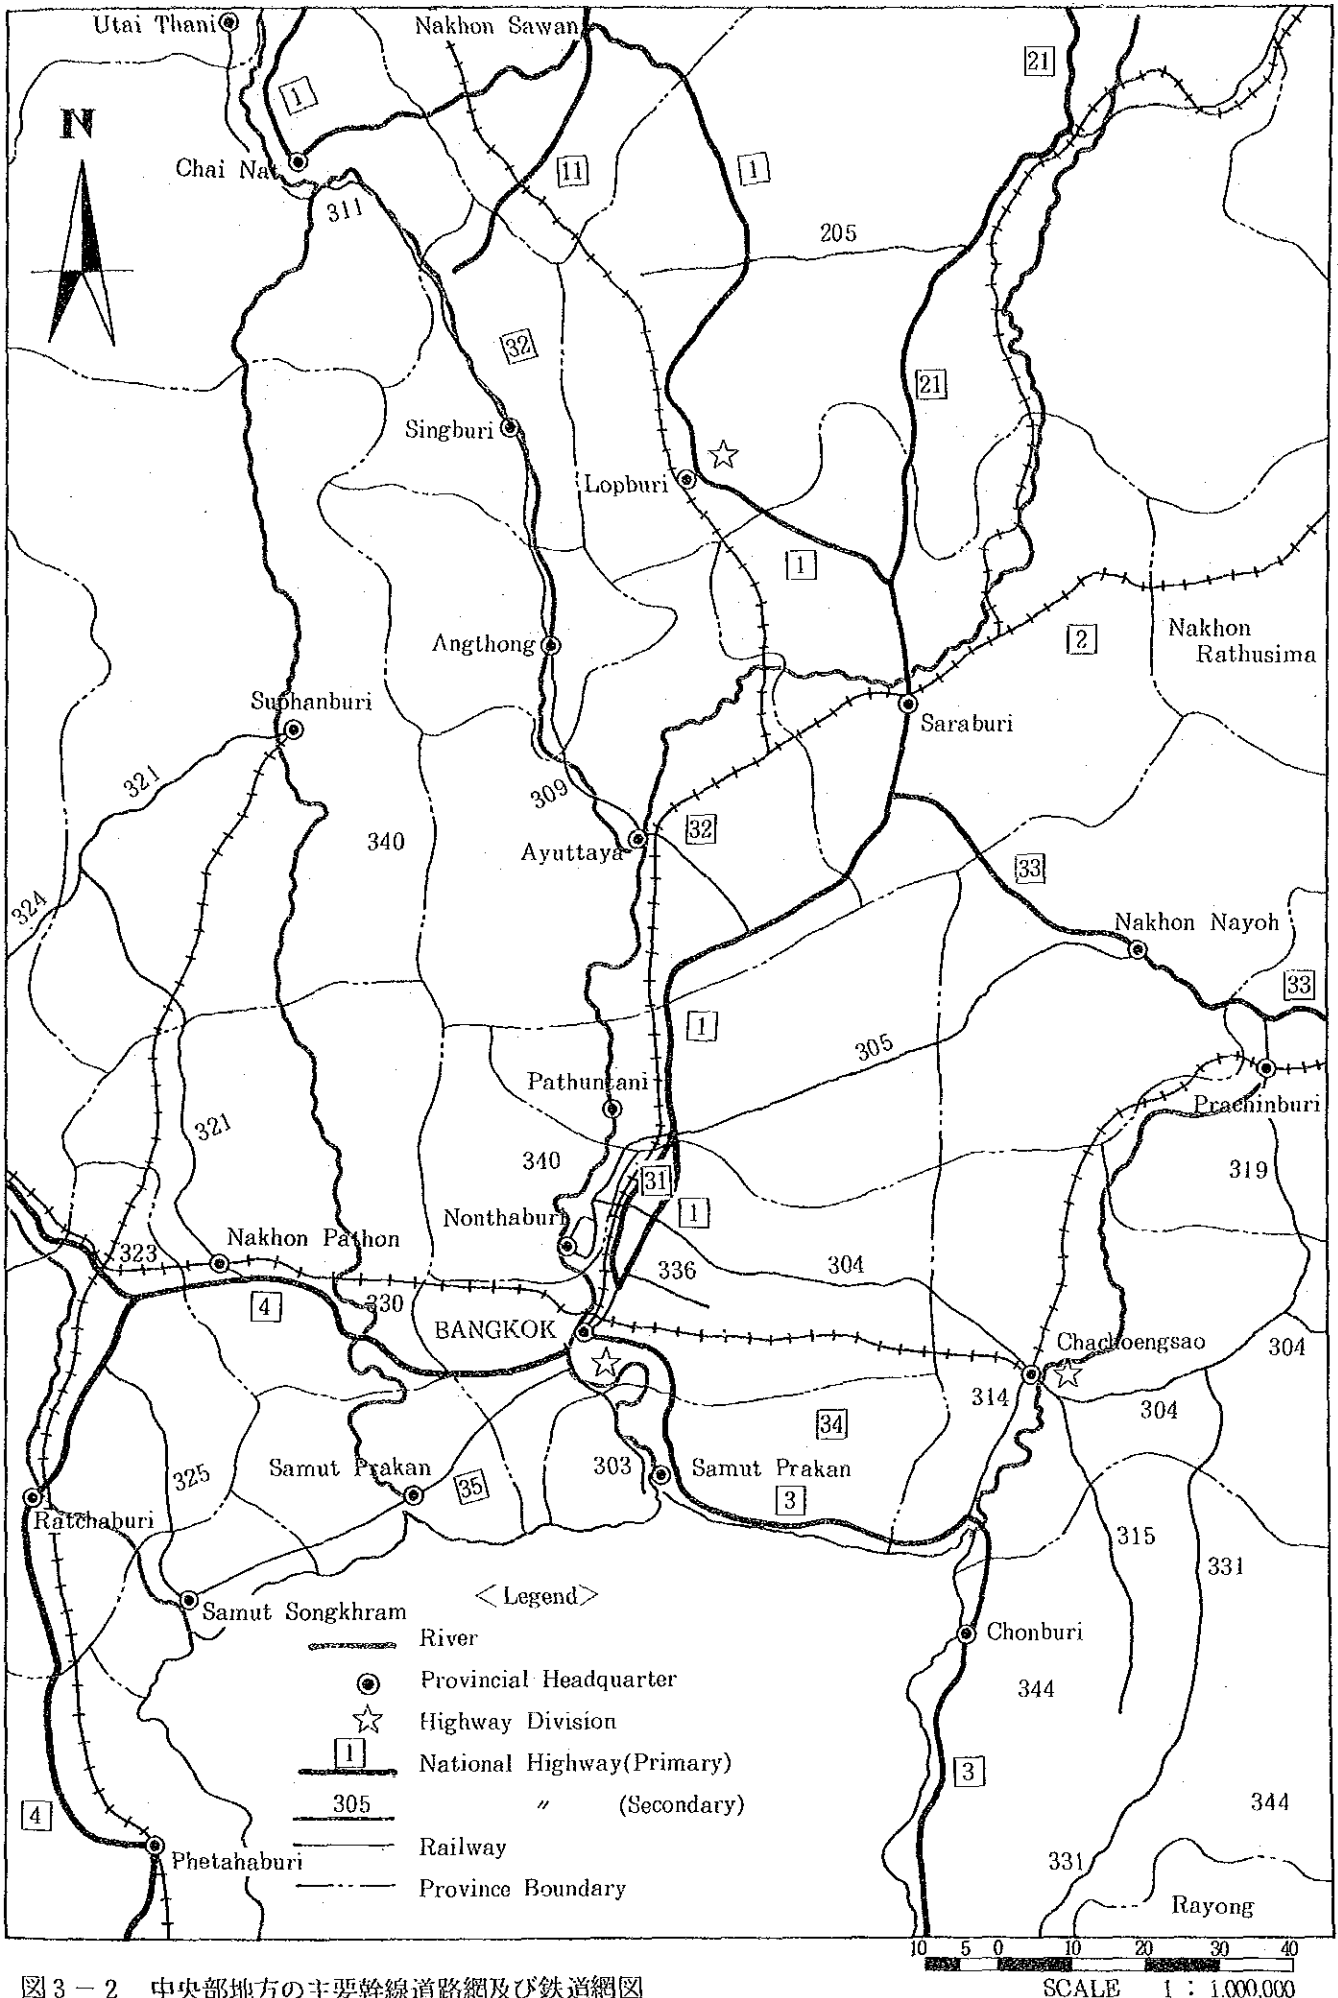 Utai Thani
Nakhon Sawan
21
N
1
Chai Nat
11
1
311
205
32
21
Singburi
Lopburi
1
Angthong
2
Nakhon
Rathusima
Suphanburi
Saraburi
321
309
340
Ayuttaya
32
33
324
Nakhon Nayoh
33
1
305
Pathuntani
Prachinburi
321
340
31
319
Nonthaburi
1
Nakhon Pathon
323
336
304
4
330
BANGKOK
Chachoengsao
304
314
304
34
Samut Prakan
303
Samut Prakan
325
35
3
Ratchaburi
315
331
<Legend>
Samut Songkhram
River
Chonburi
Provincial Headquarter
344
Highway Division
1
National Highway(Primary)
3
305
〃 (Secondary)
344
4
Railway
Phetahaburi
331
Province Boundary
Rayong
10 5 0 10 20 30 40
図3-2 中央部地方の主要幹線道路網及び鉄道網図
SCALE 1 : 1.000.000